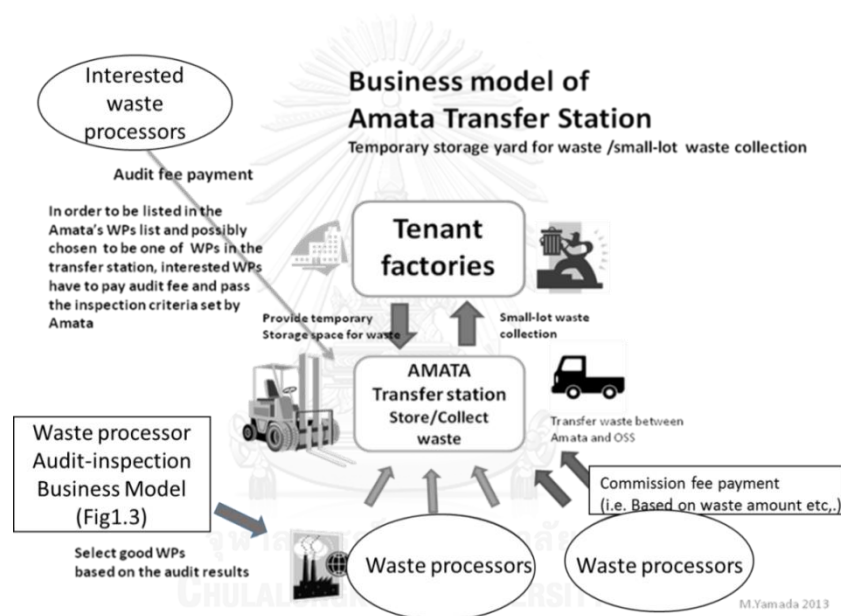 Interested
waste
processors
Business model of
Amata Transfer Station
Temporary storage yard for waste /small-lot waste collection
Audit fee payment
In order to be listed in the
Amata's WPs list and possibly
chosen to be one of WPs in the
transfer station, interested WPs
have to pay audit fee and pass
the inspection criteria set by
Amata
Tenant
factories
Provide temporary
Storage space for waste
Small-lot waste
collection
AMATA
Transfer station
Store/Collect
waste
Transfer waste between
Amata and OSS
Waste processor
Audit-inspection
Business Model
(Fig1.3)
Commission fee payment
(i.e. Based on waste amount etc,.)
Select good WPs
based on the audit results
Waste processors
Waste processors
M.Yamada 2013